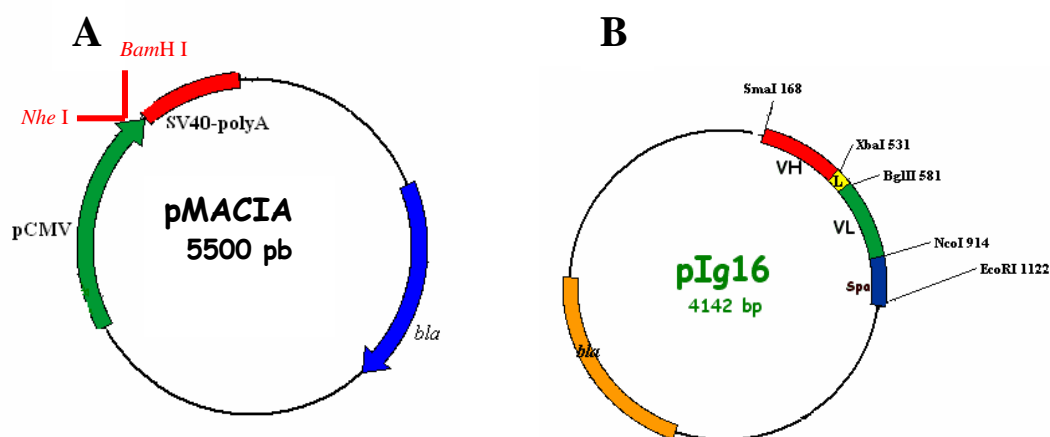 A
BamH I
Nhe I
SV40-polyA
pCMV
pMACIA
5500 pb
bla
B
SmaI 168
XbaI 531
VH
L
BglII 581
VL
NcoI 914
EcoRI 1122
Spa
pIg16
4142 bp
bla